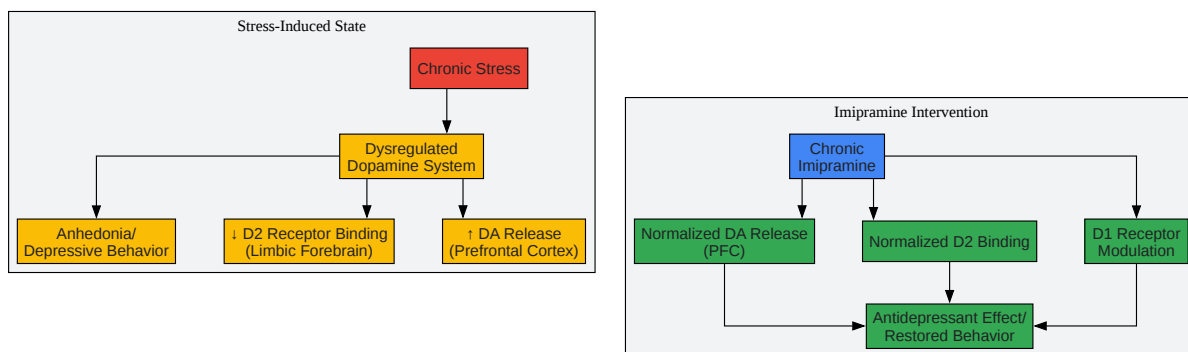 Stress-Induced State
Chronic Stress
Dysregulated
Dopamine System
Anhedonia/
Depressive Behavior
↓ D2 Receptor Binding
(Limbic Forebrain)
↑ DA Release
(Prefrontal Cortex)
Imipramine Intervention
Chronic
Imipramine
Normalized DA Release
(PFC)
Normalized D2 Binding
D1 Receptor
Modulation
Antidepressant Effect/
Restored Behavior